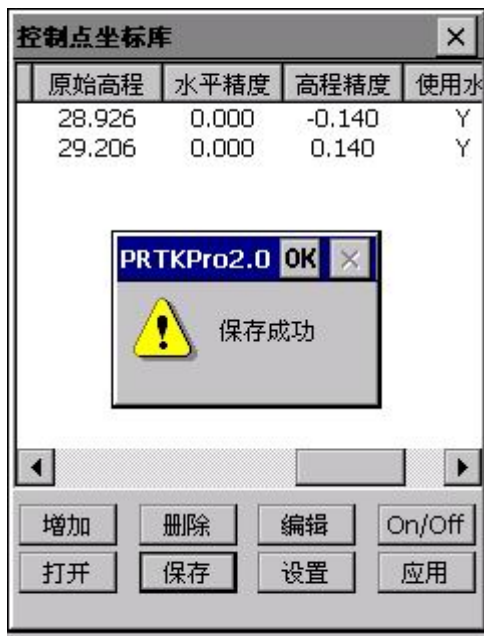 控制点坐标库
原始高程 水平精度 高程精度 使用水
28.926 0.000 -0.140 Y
29.206 0.000 0.140 Y
PRTKPro2.0 OK
保存成功
增加 删除 编辑 On/Off
打开 保存 设置 应用